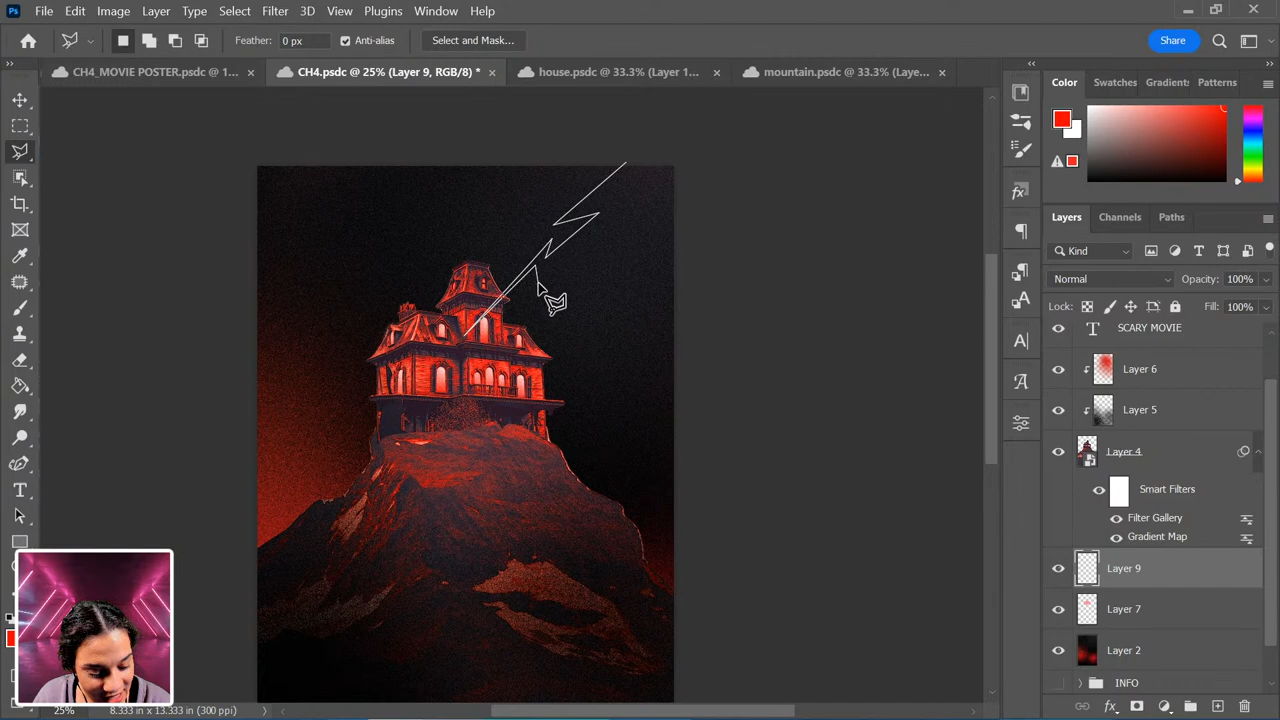 Ps File Edit Image Layer Type Select Filter 3D View Plugins Window Help
Feather: 0 px Anti-alias Select and Mask... Share
CH4_MOVIE POSTER.psdc @ 1... × CH4.psdc @ 25% (Layer 9, RGB/8) * × house.psdc @ 33.3% (Layer 1... × mountain.psdc @ 33.3% (Laye... ×
Color Swatches Gradient: Patterns
Layers Channels Paths
Kind
Normal Opacity: 100%
Lock: Fill: 100%
T SCARY MOVIE
Layer 6
Layer 5
Layer 4
Smart Filters
Filter Gallery
Gradient Map
Layer 9
Layer 7
Layer 2
INFO
25% 8.333 in x 13.333 in (300 ppi)